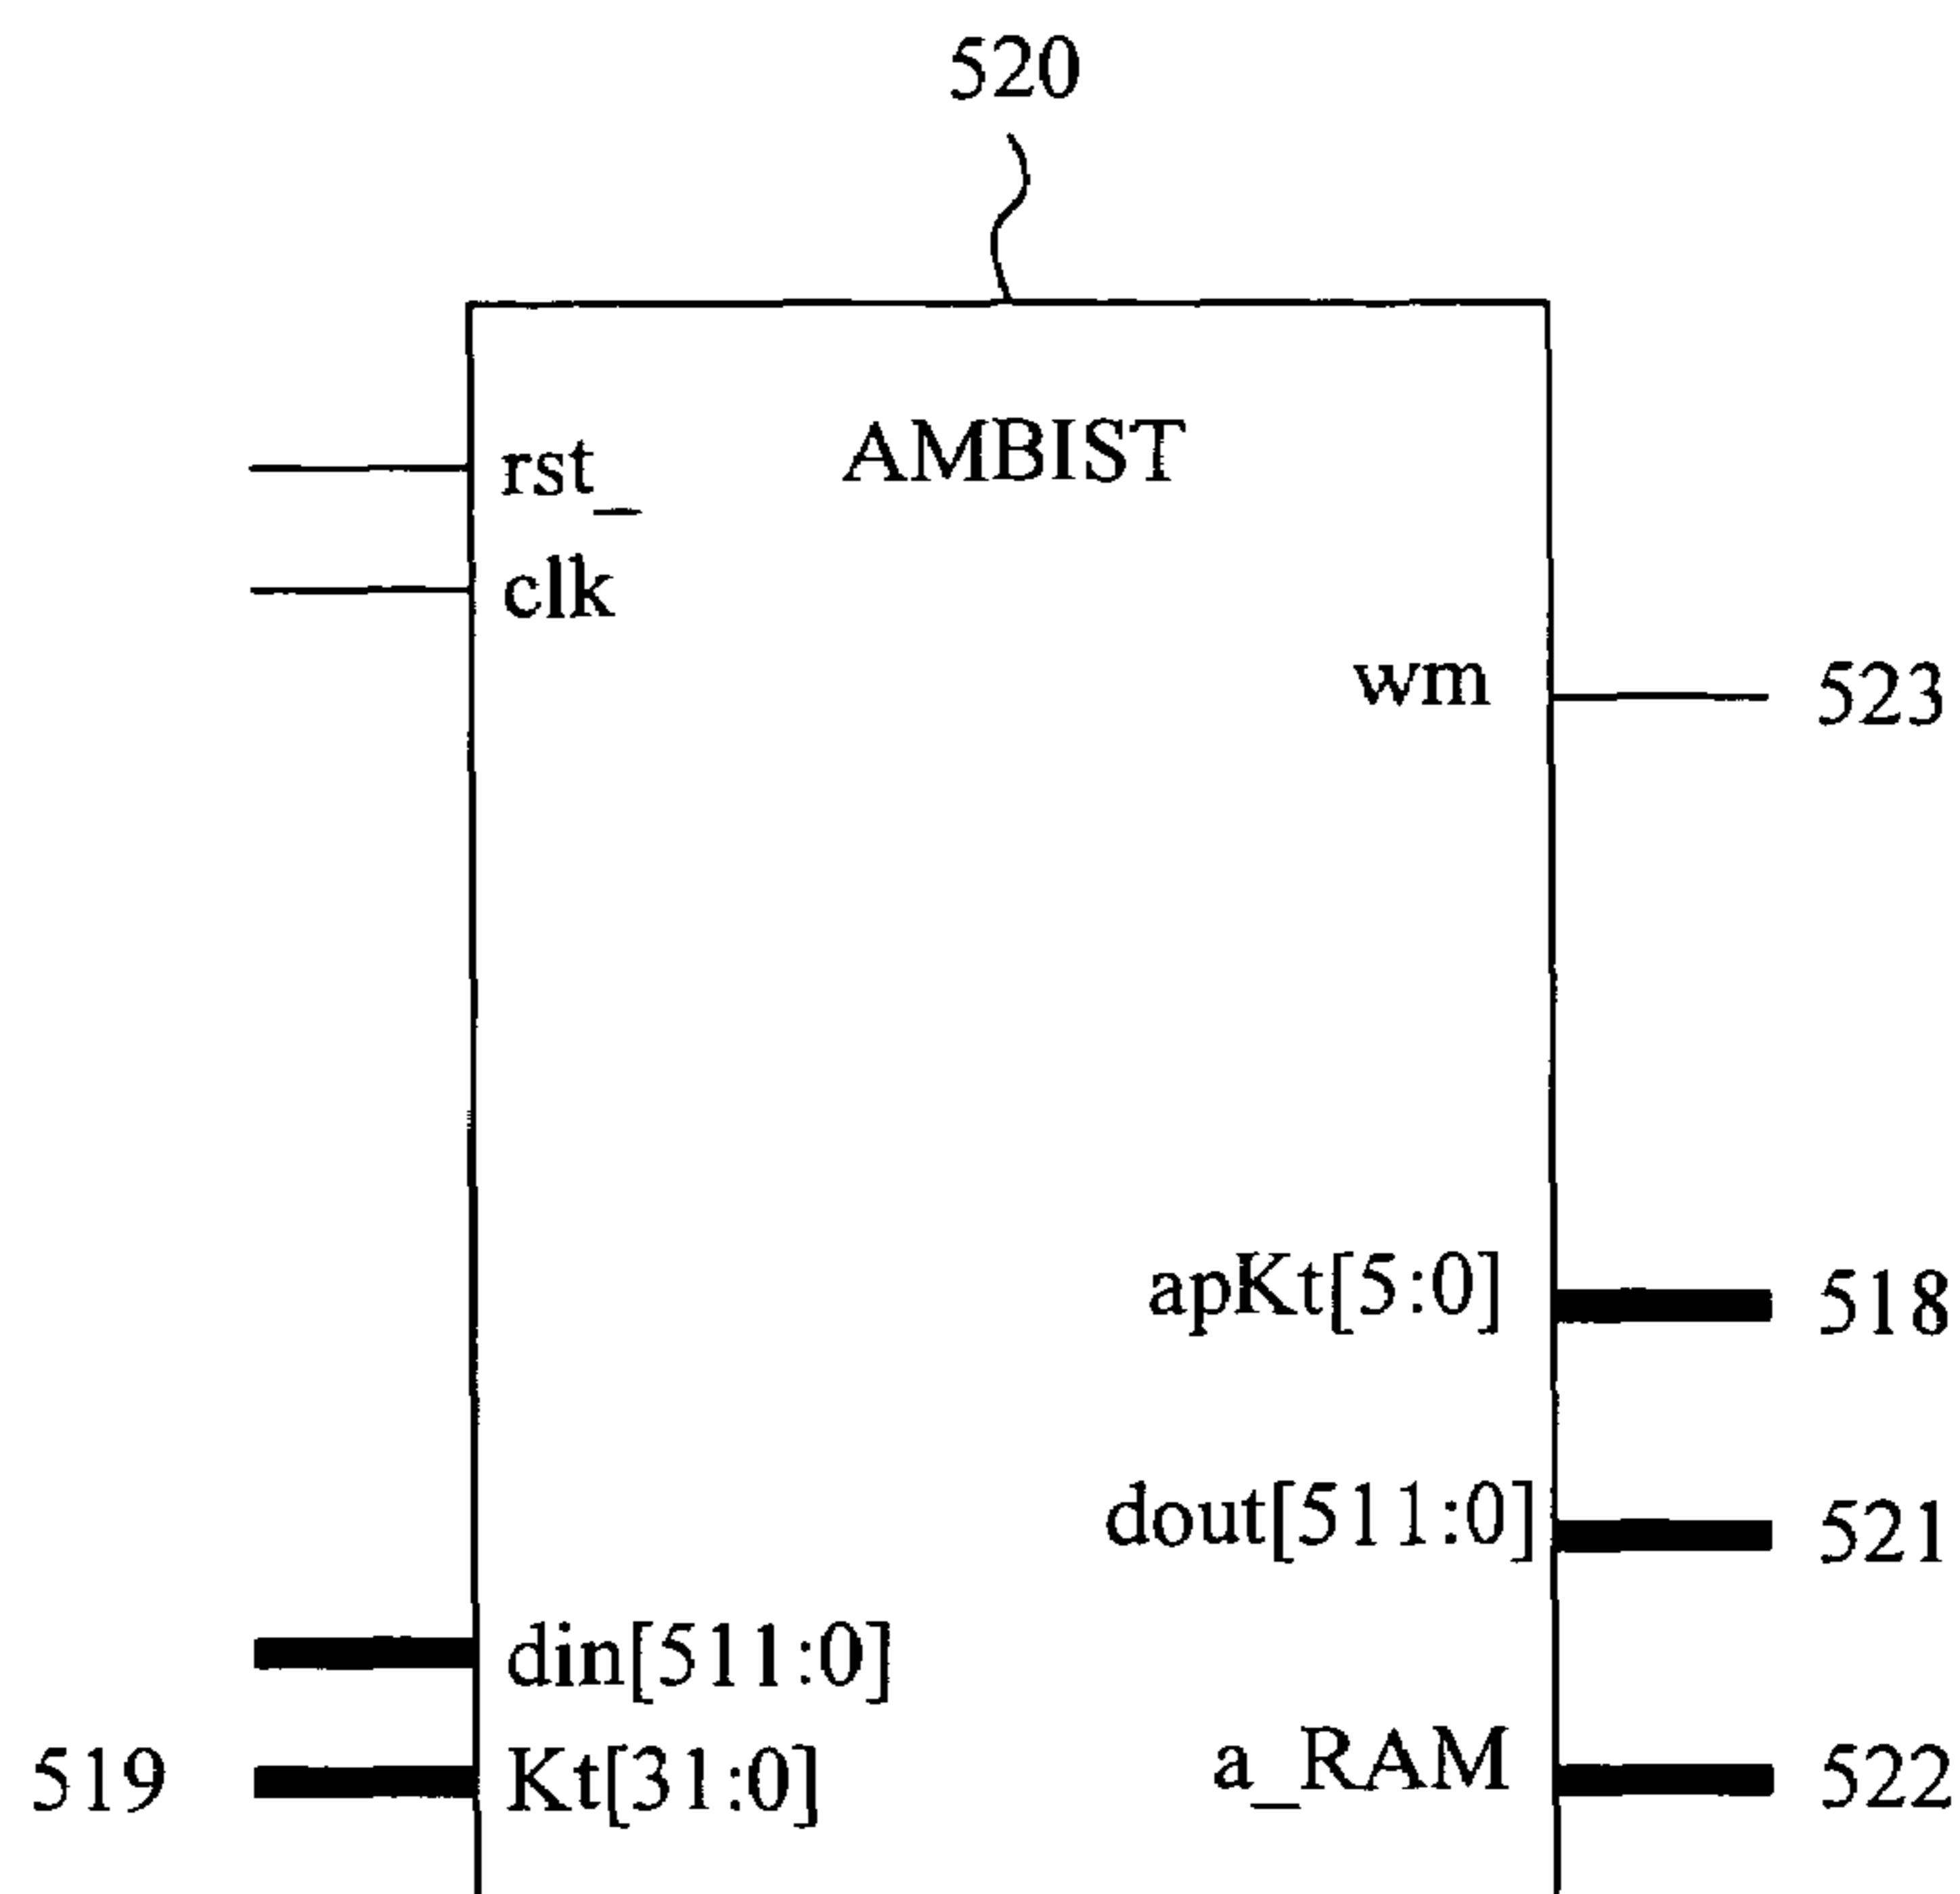 520
AMBIST
rst_
clk
wm 523
apKt[5:0] 518
dout[511:0] 521
din[511:0]
519 Kt[31:0]
a_RAM 522